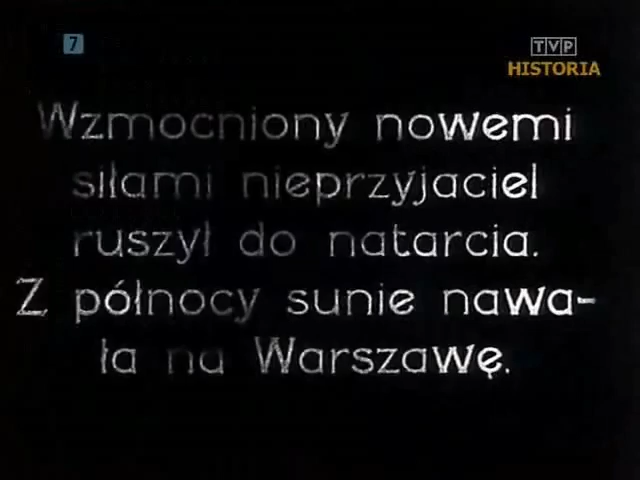 7
TVP
HISTORIA
Wzmocniony nowemi
siłami nieprzyjaciel
ruszył do natarcia.
Z północy sunie nawa-
ła na Warszawę.